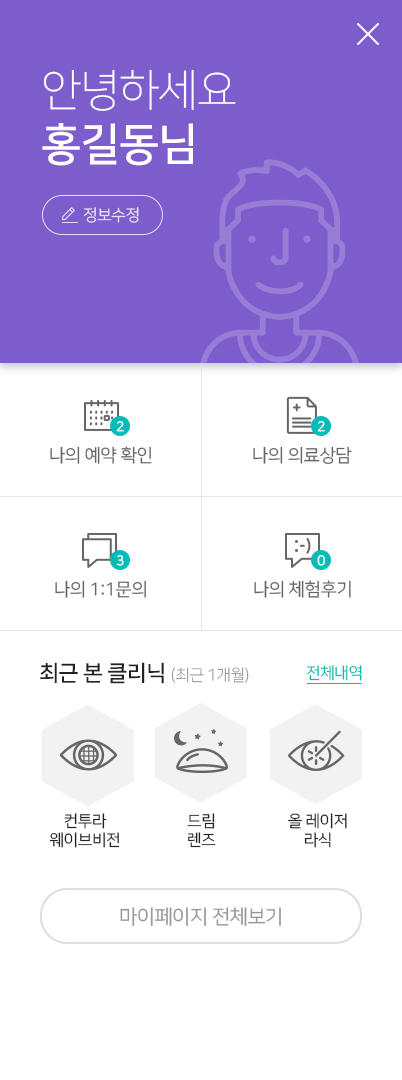 안녕하세요
홍길동님
정보수정
2
나의 예약 확인
2
나의 의료상담
3
나의 1:1문의
0
나의 체험후기
최근 본 클리닉 (최근 1개월)
전체내역
컨투라
웨이브비전
드림
렌즈
올 레이저
라식
마이페이지 전체보기